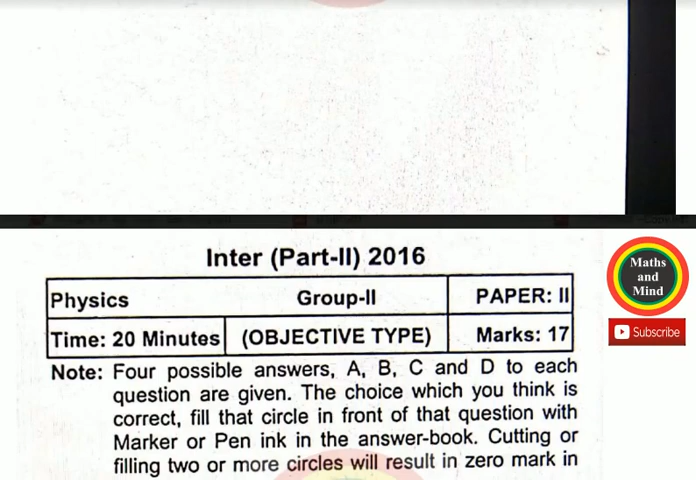 Inter (Part-II) 2016
Physics Group-II PAPER: II
Time: 20 Minutes (OBJECTIVE TYPE) Marks: 17
Note: Four possible answers, A, B, C and D to each
question are given. The choice which you think is
correct, fill that circle in front of that question with
Marker or Pen ink in the answer-book. Cutting or
filling two or more circles will result in zero mark in
Maths
and
Mind
Subscribe